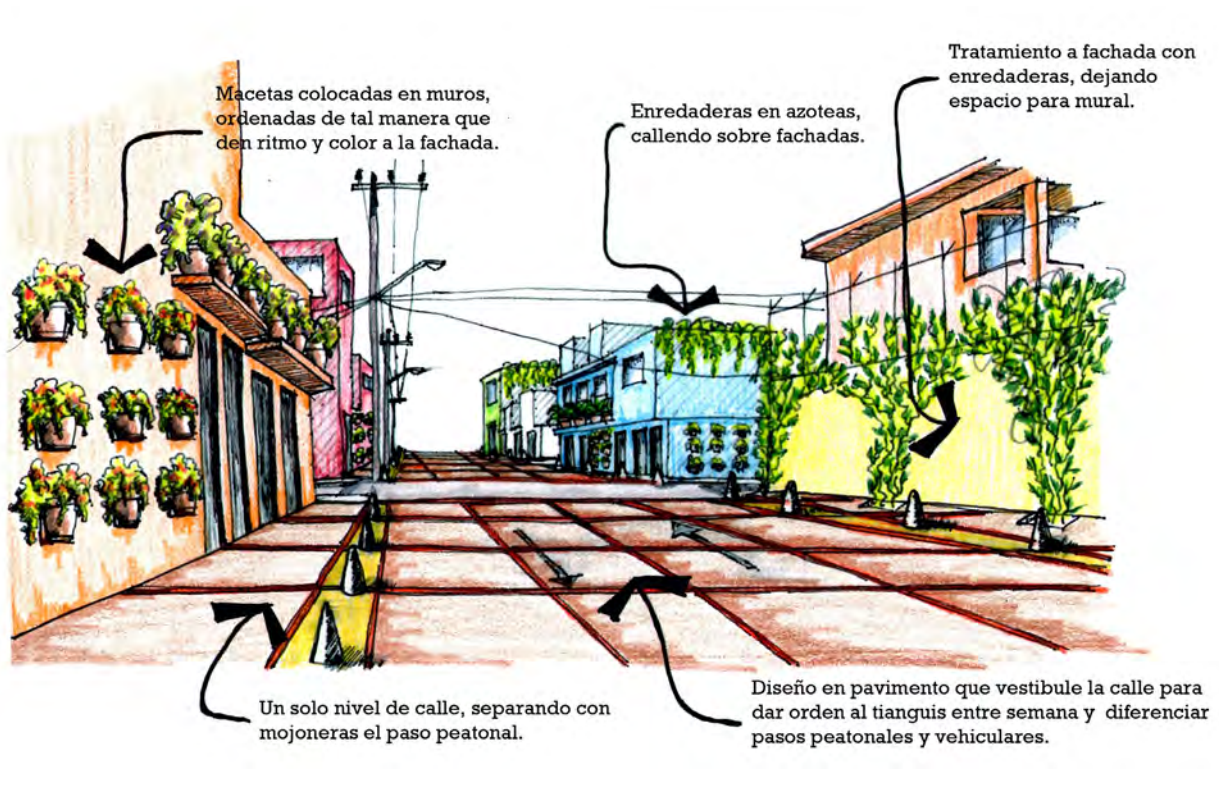 Tratamiento a fachada con
enredaderas, dejando
espacio para mural.
Macetas colocadas en muros,
ordenadas de tal manera que
den ritmo y color a la fachada.
Enredaderas en azoteas,
callendo sobre fachadas.
Un solo nivel de calle, separando con
mojoneras el paso peatonal.
Diseño en pavimento que vestibule la calle para
dar orden al tianguis entre semana y diferenciar
pasos peatonales y vehiculares.